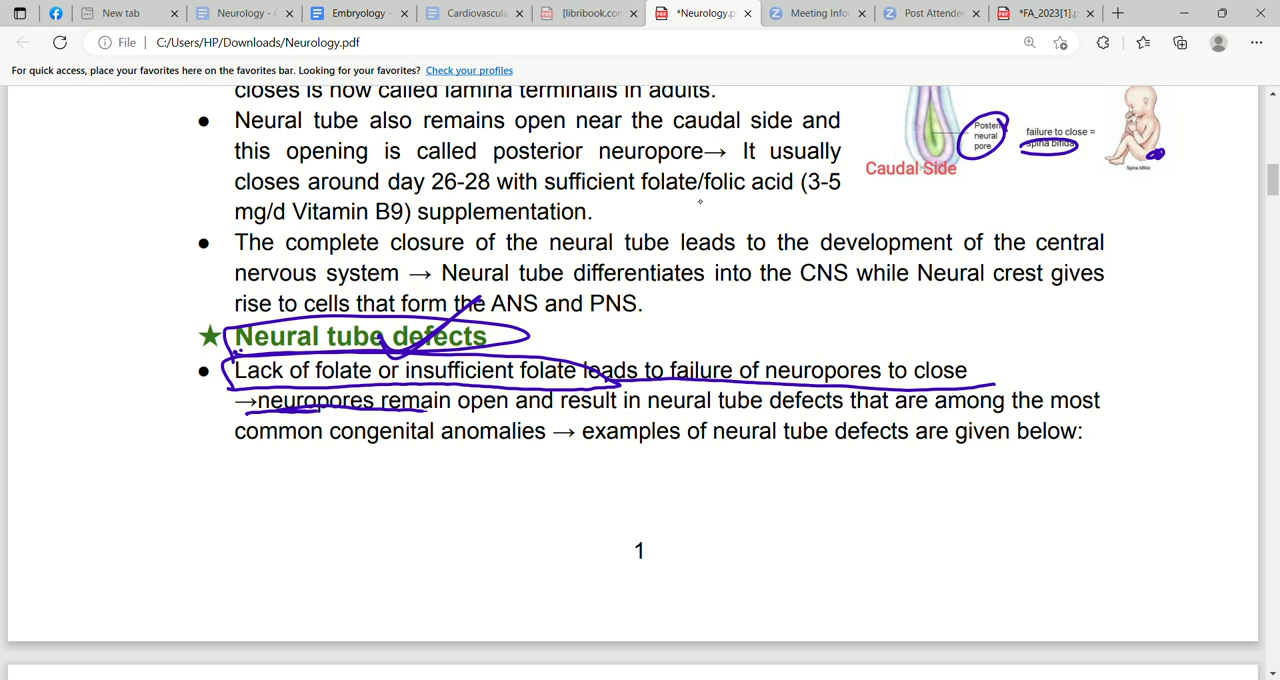 New tab
Neurology -
Embryology -
Cardiovascula
[libribook.con
*Neurology.p
Meeting Info
Post Attende
*FA_2023[1].p
File
C:/Users/HP/Downloads/Neurology.pdf
For quick access, place your favorites here on the favorites bar. Looking for your favorites? Check your profiles
closes is now called lamina terminalis in adults.
● Neural tube also remains open near the caudal side and
this opening is called posterior neuropore→ It usually
closes around day 26-28 with sufficient folate/folic acid (3-5
mg/d Vitamin B9) supplementation.
Posteri
neural
pore
failure to close =
spina bifida
Caudal Side
Spina bifida
● The complete closure of the neural tube leads to the development of the central
nervous system → Neural tube differentiates into the CNS while Neural crest gives
rise to cells that form the ANS and PNS.
★ Neural tube defects
● Lack of folate or insufficient folate leads to failure of neuropores to close
→neuropores remain open and result in neural tube defects that are among the most
common congenital anomalies → examples of neural tube defects are given below:
1